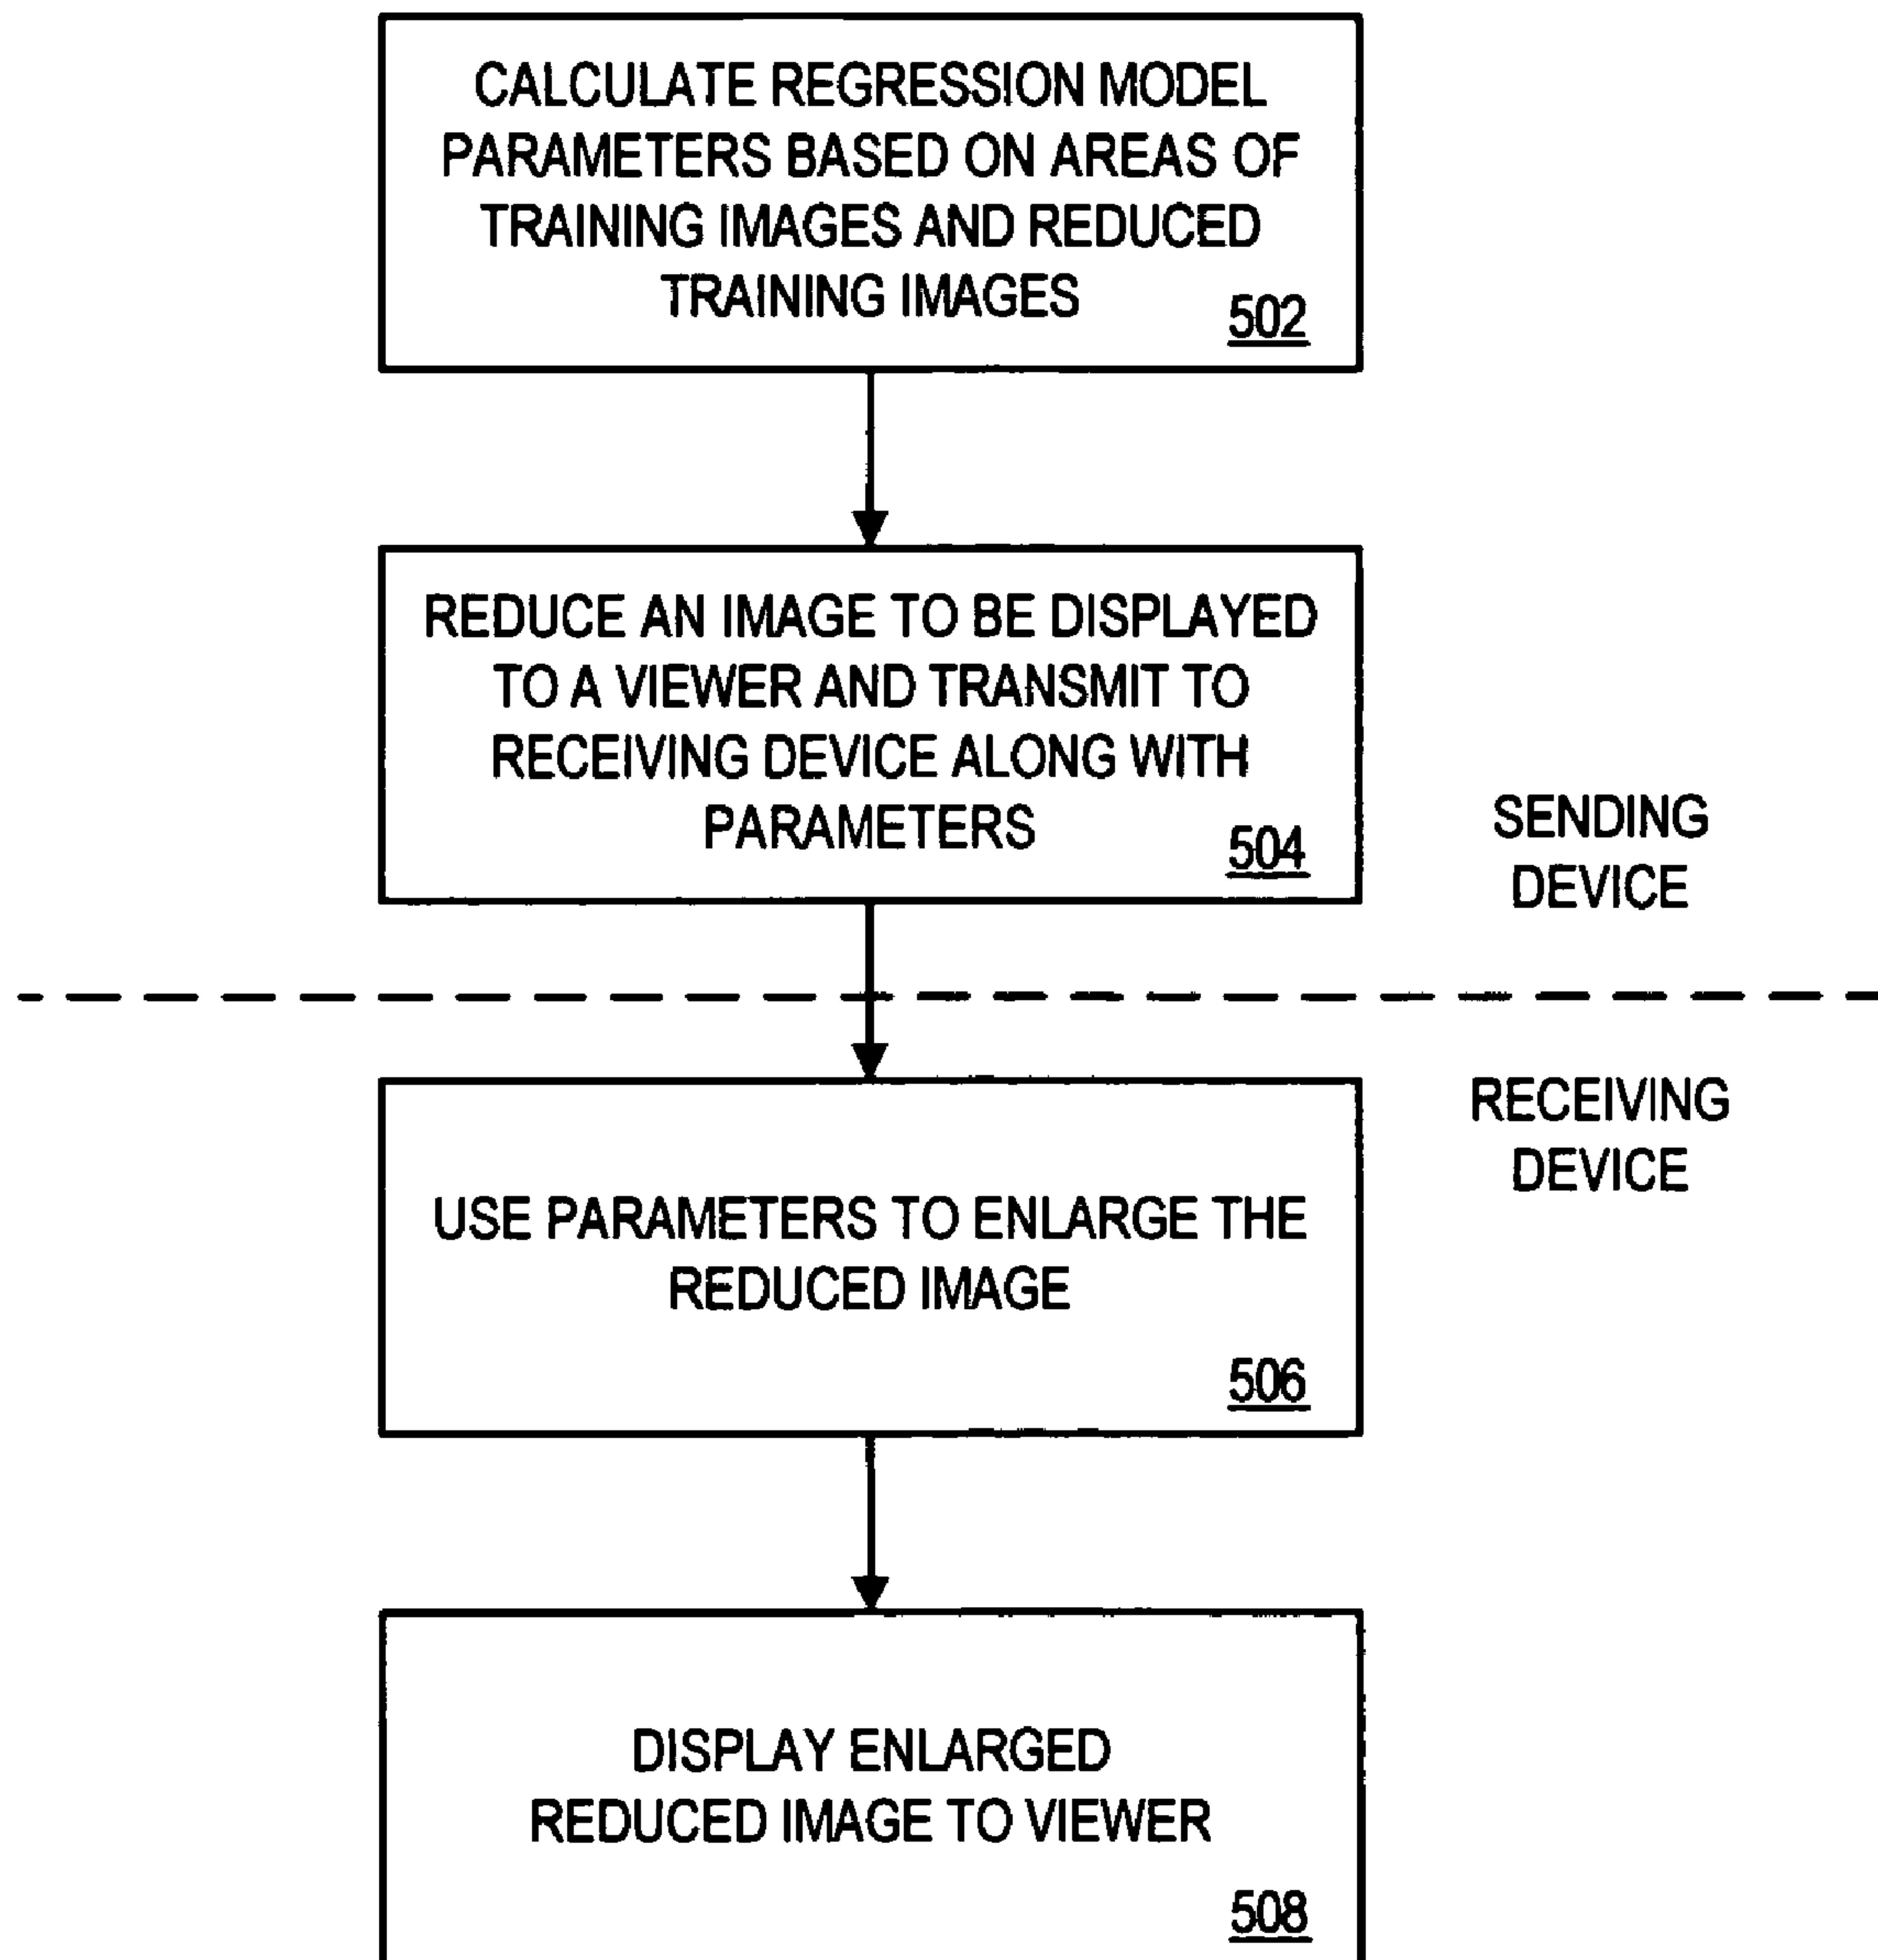 CALCULATE REGRESSION MODEL
PARAMETERS BASED ON AREAS OF
TRAINING IMAGES AND REDUCED
TRAINING IMAGES
502
REDUCE AN IMAGE TO BE DISPLAYED
TO A VIEWER AND TRANSMIT TO
RECEIVING DEVICE ALONG WITH
PARAMETERS
504
SENDING
DEVICE
RECEIVING
DEVICE
USE PARAMETERS TO ENLARGE THE
REDUCED IMAGE
506
DISPLAY ENLARGED
REDUCED IMAGE TO VIEWER
508